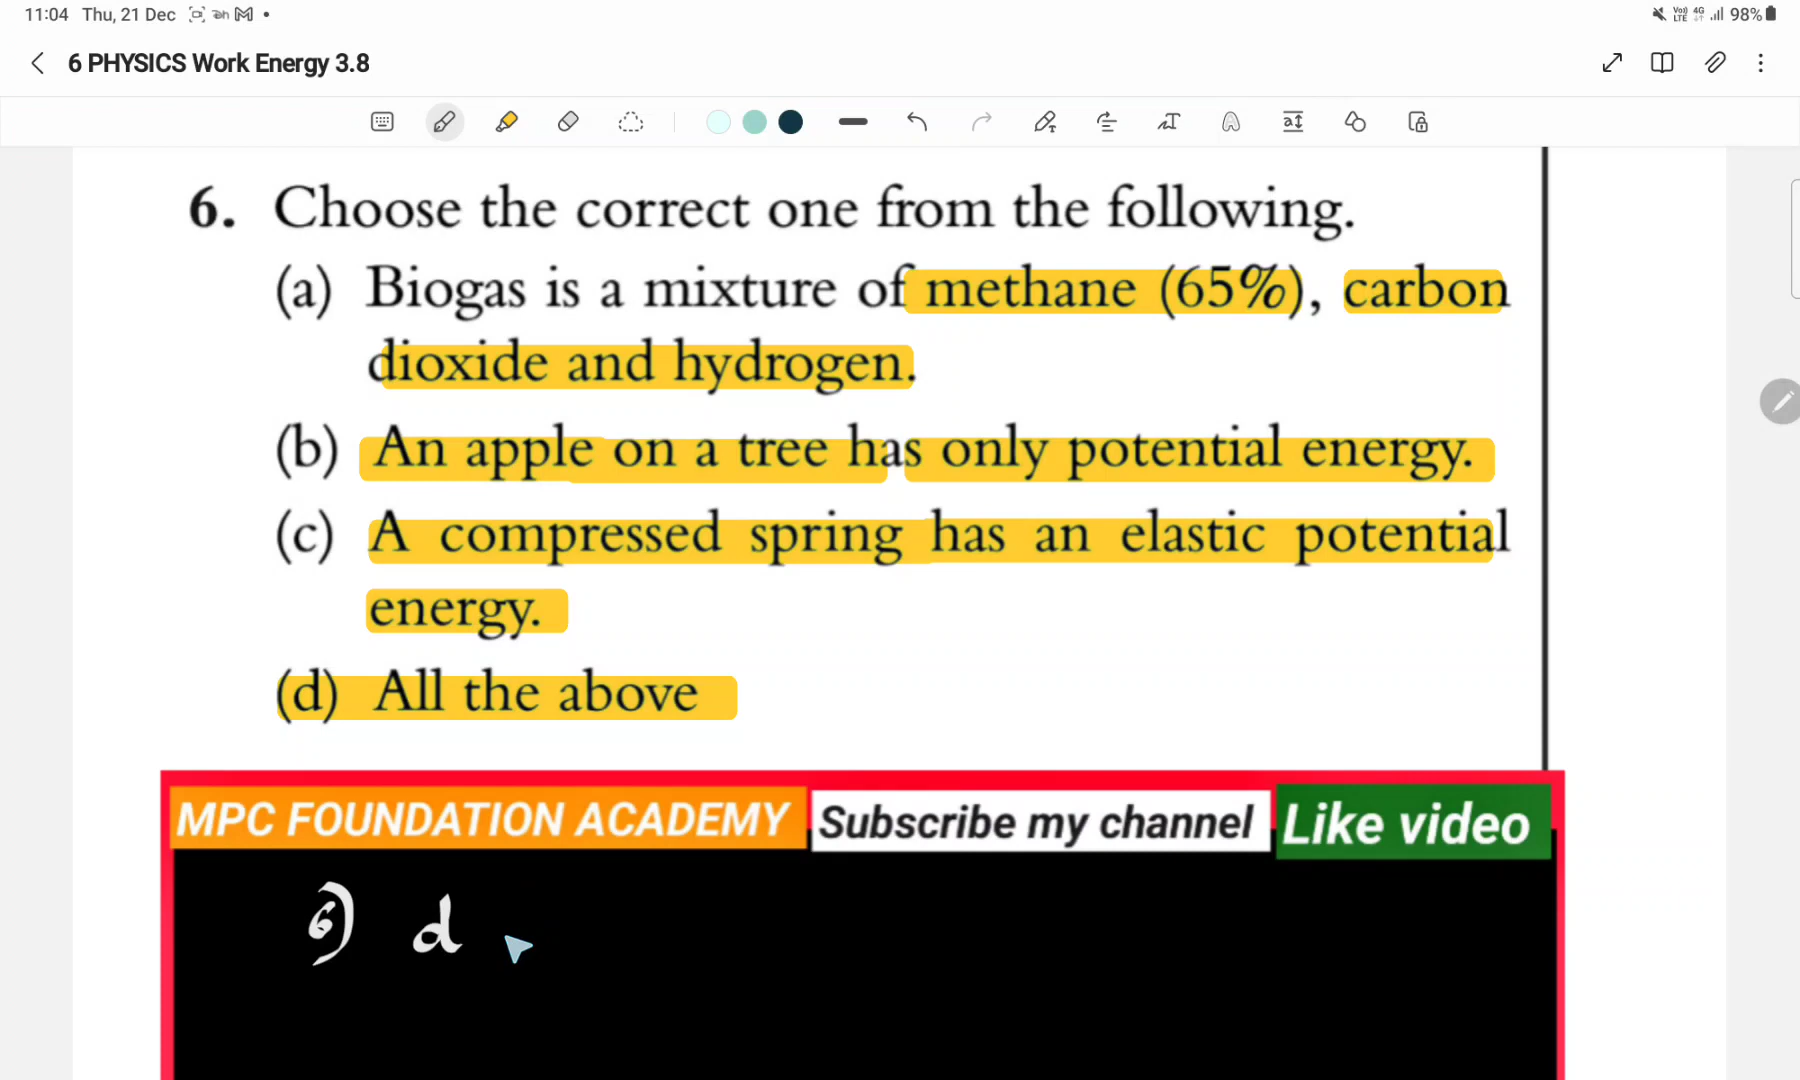 11:04 Thu, 21 Dec
98%
6 PHYSICS Work Energy 3.8
6. Choose the correct one from the following.
(a) Biogas is a mixture of methane (65%), carbon
dioxide and hydrogen.
(b) An apple on a tree has only potential energy.
(c) A compressed spring has an elastic potential
energy.
(d) All the above
MPC FOUNDATION ACADEMY Subscribe my channel Like video
6) d